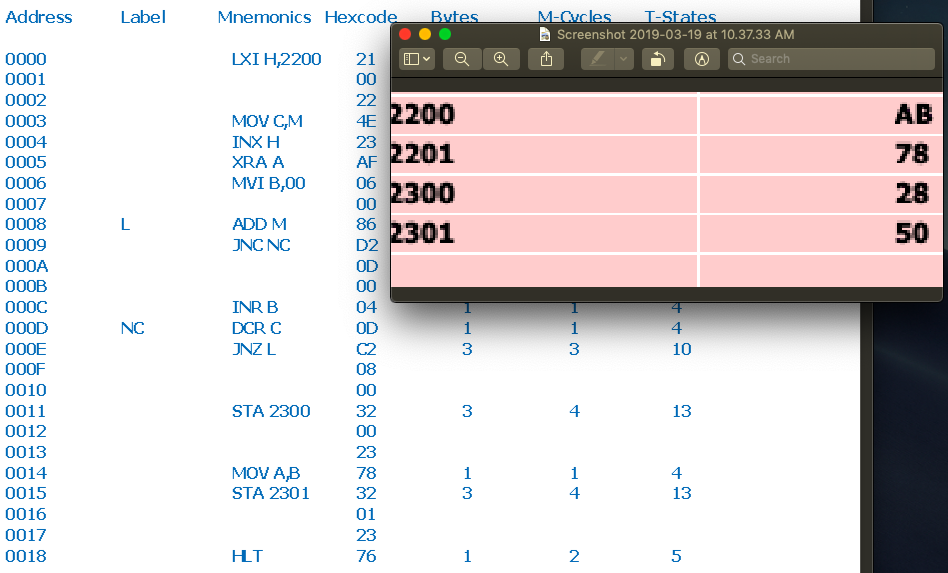 Address Label Mnemonics Hexcode Bytes M-Cycles T-States
Screenshot 2019-03-19 at 10.37.33 AM
0000 LXI H,2200 21
Search
0001 00
0002 22
2200 AB
0003 MOV C,M 4E
0004 INX H 23
2201 78
0005 XRA A AF
0006 MVI B,00 06
2300 28
0007 00
0008 L ADD M 86
2301 50
0009 JNC NC D2
000A 0D
000B 00
000C INR B 04 1 1 4
000D NC DCR C 0D 1 1 4
000E JNZ L C2 3 3 10
000F 08
0010 00
0011 STA 2300 32 3 4 13
0012 00
0013 23
0014 MOV A,B 78 1 1 4
0015 STA 2301 32 3 4 13
0016 01
0017 23
0018 HLT 76 1 2 5